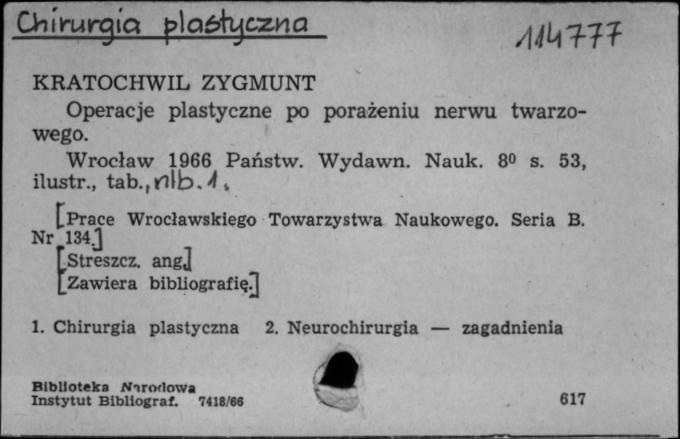 Chirurgia plastyczna
114777
KRATOCHWIL ZYGMUNT
Operacje plastyczne po porażeniu nerwu twarzo-
wego.
Wrocław 1966 Państw. Wydawn. Nauk. 8⁰ s. 53,
ilustr., tab., nlb. 1.
[Prace Wrocławskiego Towarzystwa Naukowego. Seria B.
Nr 134.]
[Streszcz. ang.]
[Zawiera bibliografię.]
1. Chirurgia plastyczna 2. Neurochirurgia — zagadnienia
Biblioteka Narodowa
Instytut Bibliograf. 7418/66
617